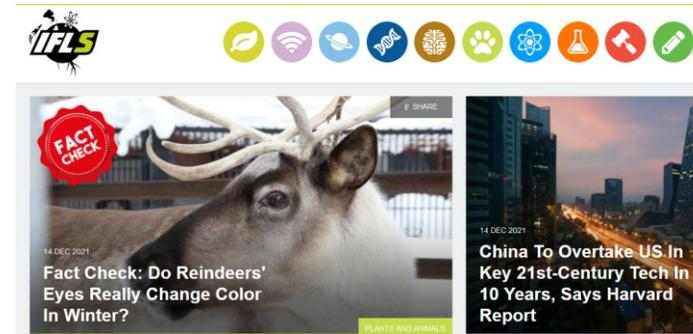 IFLS
FACT
CHECK
SHARE
14 DEC 2021
Fact Check: Do Reindeers'
Eyes Really Change Color
In Winter?
PLANTS AND ANIMALS
14 DEC 2021
China To Overtake US In
Key 21st-Century Tech In
10 Years, Says Harvard
Report